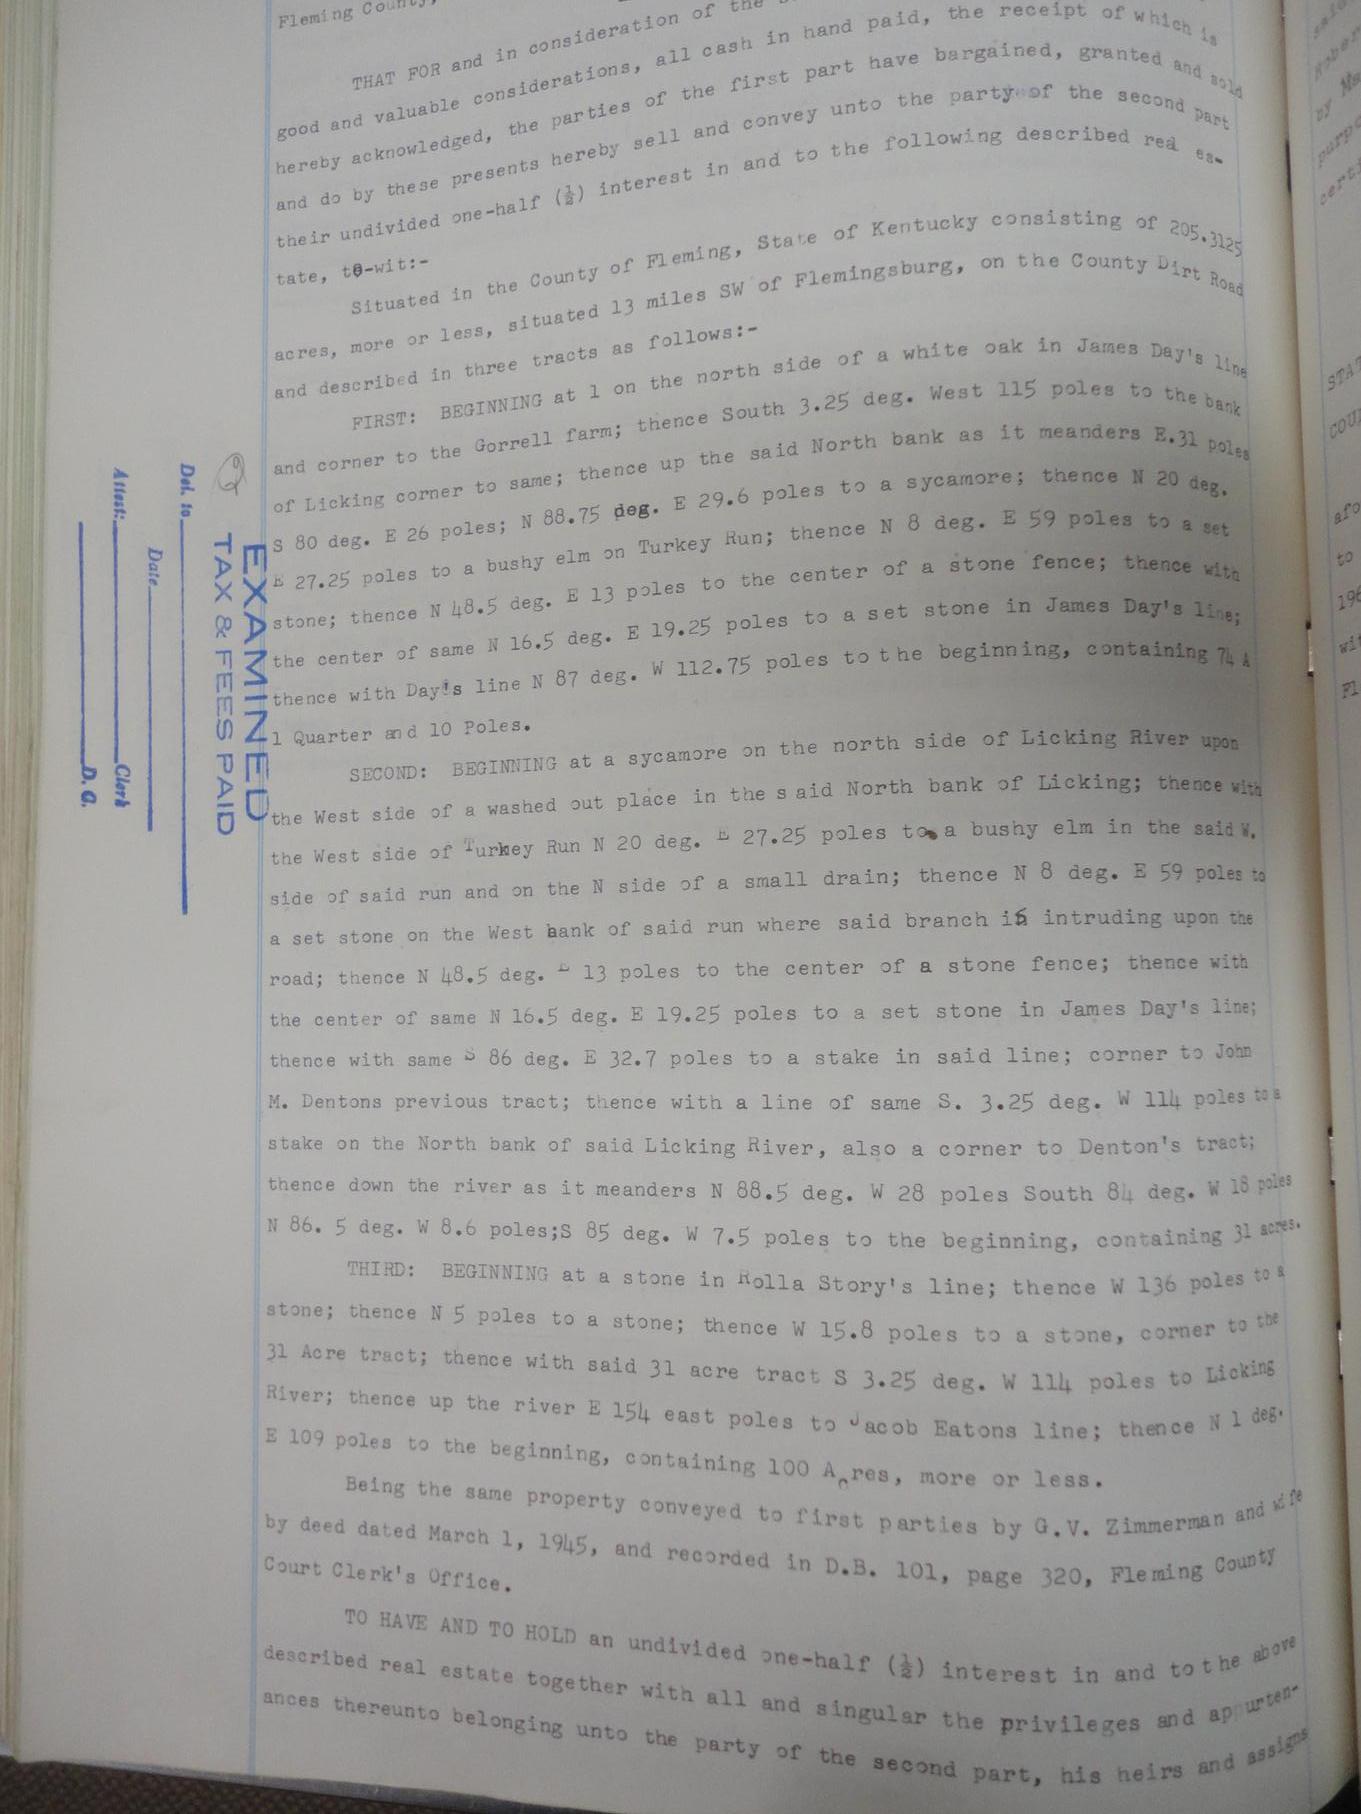 Fleming County,
THAT FOR and in consideration of the
good and valuable considerations, all cash in hand paid, the receipt of which is
hereby acknowledged, the parties of the first part have bargained, granted and sold
and do by these presents hereby sell and convey unto the party of the second part
their undivided one-half (½) interest in and to the following described real es-
tate, to-wit:-
Situated in the County of Fleming, State of Kentucky consisting of 205.3125
acres, more or less, situated 13 miles SW of Flemingsburg, on the County Dirt Road
and described in three tracts as follows:-
FIRST: BEGINNING at 1 on the north side of a white oak in James Day's line
and corner to the Gorrell farm; thence South 3.25 deg. West 115 poles to the bank
of Licking corner to same; thence up the said North bank as it meanders E.31 poles
S 80 deg. E 26 poles; N 88.75 deg. E 29.6 poles to a sycamore; thence N 20 deg.
E 27.25 poles to a bushy elm on Turkey Run; thence N 8 deg. E 59 poles to a set
stone; thence N 48.5 deg. E 13 poles to the center of a stone fence; thence with
the center of same N 16.5 deg. E 19.25 poles to a set stone in James Day's line;
thence with Day's line N 87 deg. W 112.75 poles to the beginning, containing 74 A
1 Quarter and 10 Poles.
SECOND: BEGINNING at a sycamore on the north side of Licking River upon
the West side of a washed out place in the said North bank of Licking; thence with
the West side of Turkey Run N 20 deg. E 27.25 poles to a bushy elm in the said W.
side of said run and on the N side of a small drain; thence N 8 deg. E 59 poles to
a set stone on the West bank of said run where said branch is intruding upon the
road; thence N 48.5 deg. E 13 poles to the center of a stone fence; thence with
the center of same N 16.5 deg. E 19.25 poles to a set stone in James Day's line;
thence with same S 86 deg. E 32.7 poles to a stake in said line; corner to John
M. Dentons previous tract; thence with a line of same S. 3.25 deg. W 114 poles to a
stake on the North bank of said Licking River, also a corner to Denton's tract;
thence down the river as it meanders N 88.5 deg. W 28 poles South 84 deg. W 18 poles
N 86. 5 deg. W 8.6 poles;S 85 deg. W 7.5 poles to the beginning, containing 31 acres.
THIRD: BEGINNING at a stone in Rolla Story's line; thence W 136 poles to a
stone; thence N 5 poles to a stone; thence W 15.8 poles to a stone, corner to the
31 Acre tract; thence with said 31 acre tract S 3.25 deg. W 114 poles to Licking
River; thence up the river E 154 east poles to Jacob Eatons line; thence N 1 deg.
E 109 poles to the beginning, containing 100 Acres, more or less.
Being the same property conveyed to first parties by G.V. Zimmerman and wife
by deed dated March 1, 1945, and recorded in D.B. 101, page 320, Fleming County
Court Clerk's Office.
TO HAVE AND TO HOLD an undivided one-half (½) interest in and to the above
described real estate together with all and singular the privileges and appurten-
ances thereunto belonging unto the party of the second part, his heirs and assigns
EXAMINED
TAX & FEES PAID
Del. to
Date
Attest: Clerk
D. C.
by
to